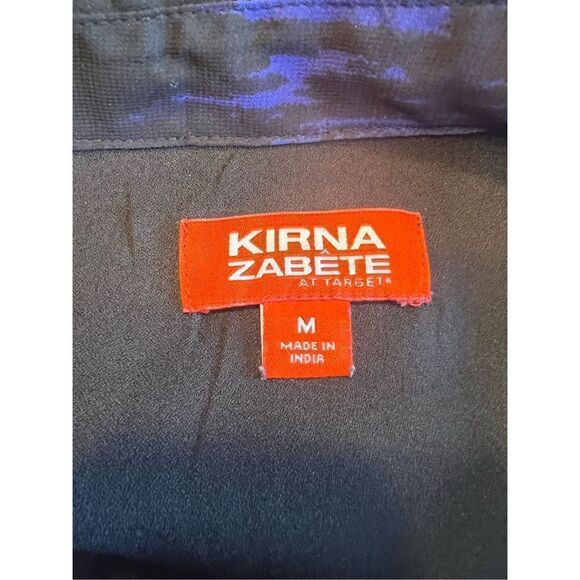 KIRNA
ZABÊTE
AT TARGET®
M
MADE IN
INDIA